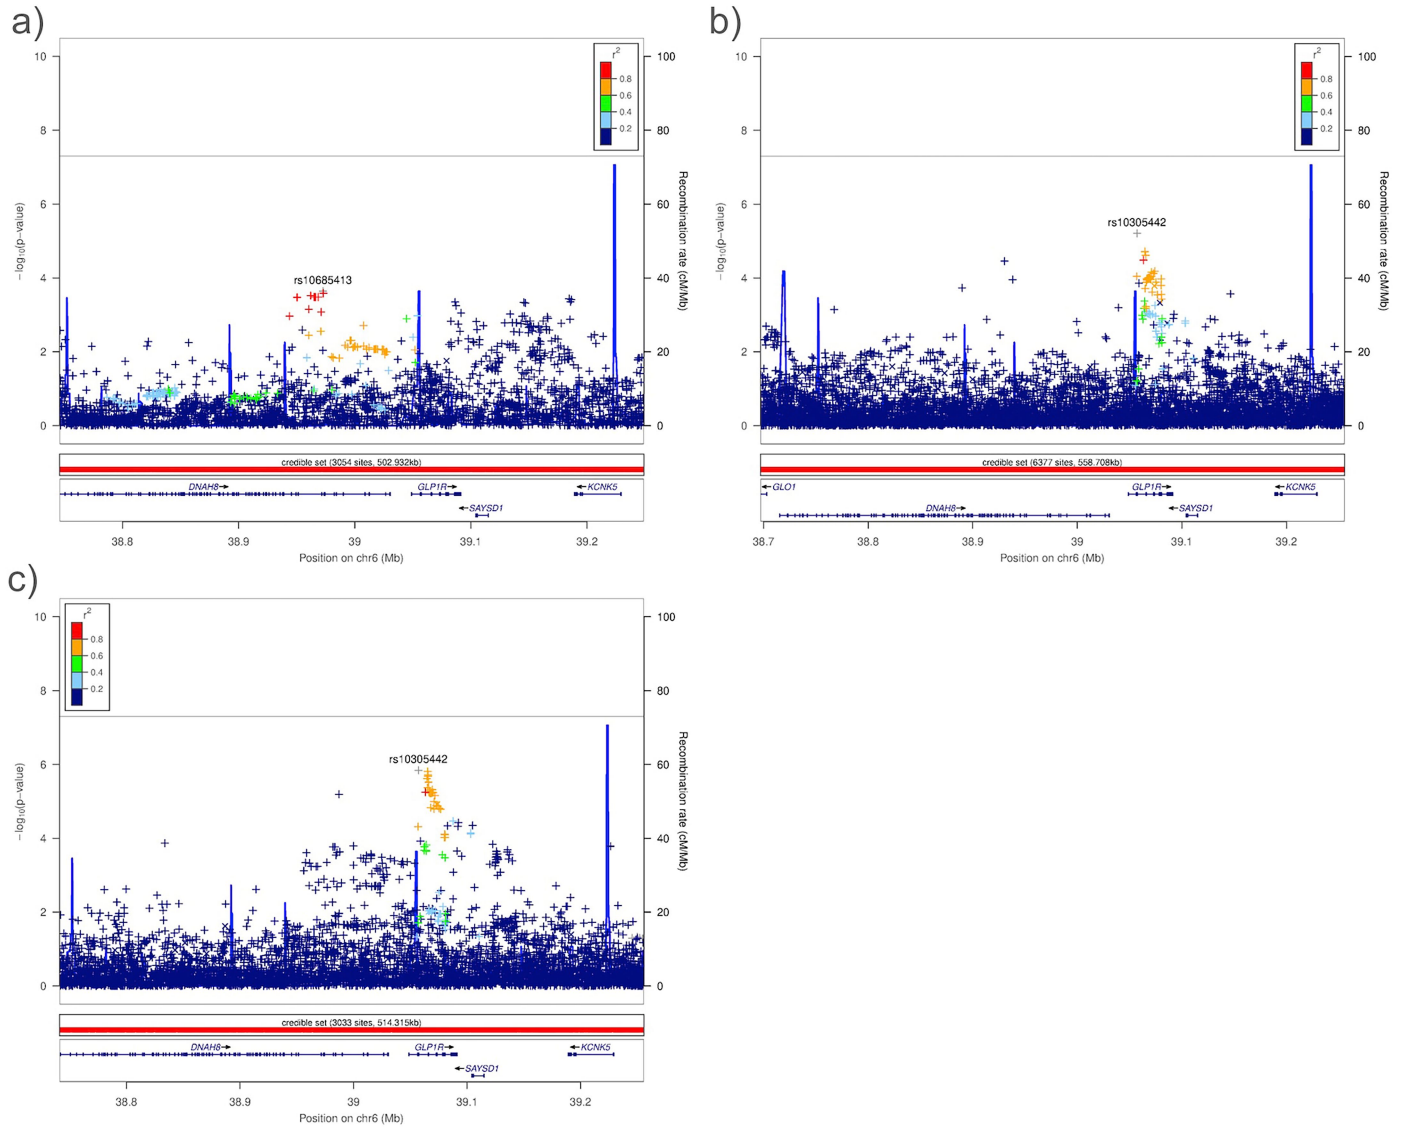 a)
10
8
6
4
2
0
−log10(p−value)
100
80
60
40
20
0
Recombination rate (cM/Mb)
r2
0.8
0.6
0.4
0.2
rs10685413
credible set (3054 sites, 502.932kb)
DNAH8→
GLP1R→
←KCNK5
←SAYSD1
38.8 38.9 39 39.1 39.2
Position on chr6 (Mb)
b)
10
8
6
4
2
0
−log10(p−value)
100
80
60
40
20
0
Recombination rate (cM/Mb)
r2
0.8
0.6
0.4
0.2
rs10305442
credible set (6377 sites, 558.708kb)
←GLO1
GLP1R→
←KCNK5
DNAH8→
←SAYSD1
38.7 38.8 38.9 39 39.1 39.2
Position on chr6 (Mb)
c)
10
8
6
4
2
0
−log10(p−value)
100
80
60
40
20
0
Recombination rate (cM/Mb)
r2
0.8
0.6
0.4
0.2
rs10305442
credible set (3033 sites, 514.315kb)
DNAH8→
GLP1R→
←KCNK5
←SAYSD1
38.8 38.9 39 39.1 39.2
Position on chr6 (Mb)